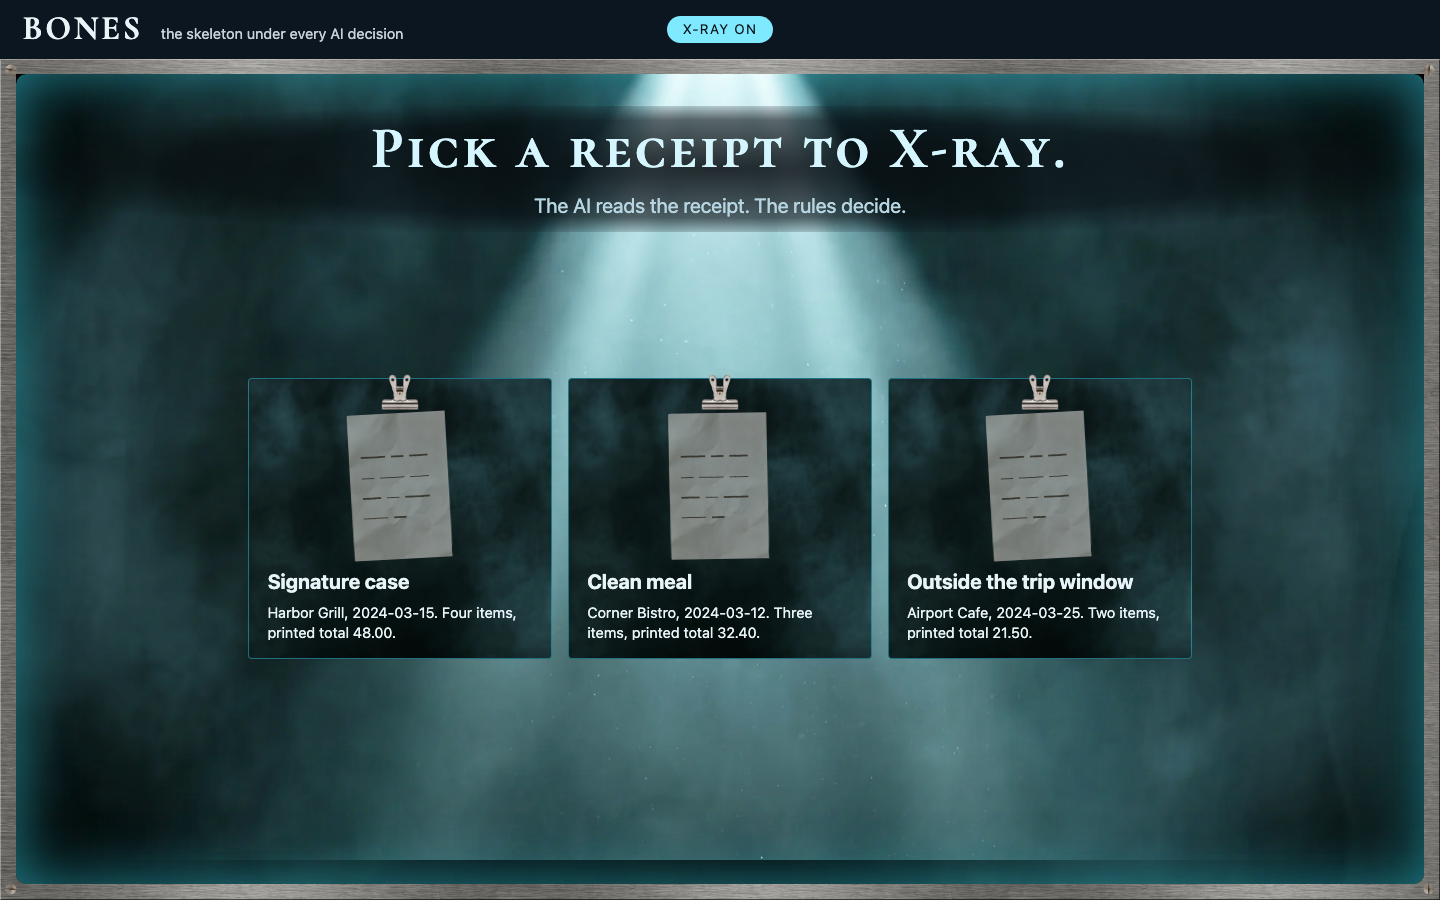 BONES the skeleton under every AI decision
X-RAY ON
Pick a receipt to X-ray.
The AI reads the receipt. The rules decide.
Signature case
Harbor Grill, 2024-03-15. Four items,
printed total 48.00.
Clean meal
Corner Bistro, 2024-03-12. Three
items, printed total 32.40.
Outside the trip window
Airport Cafe, 2024-03-25. Two items,
printed total 21.50.